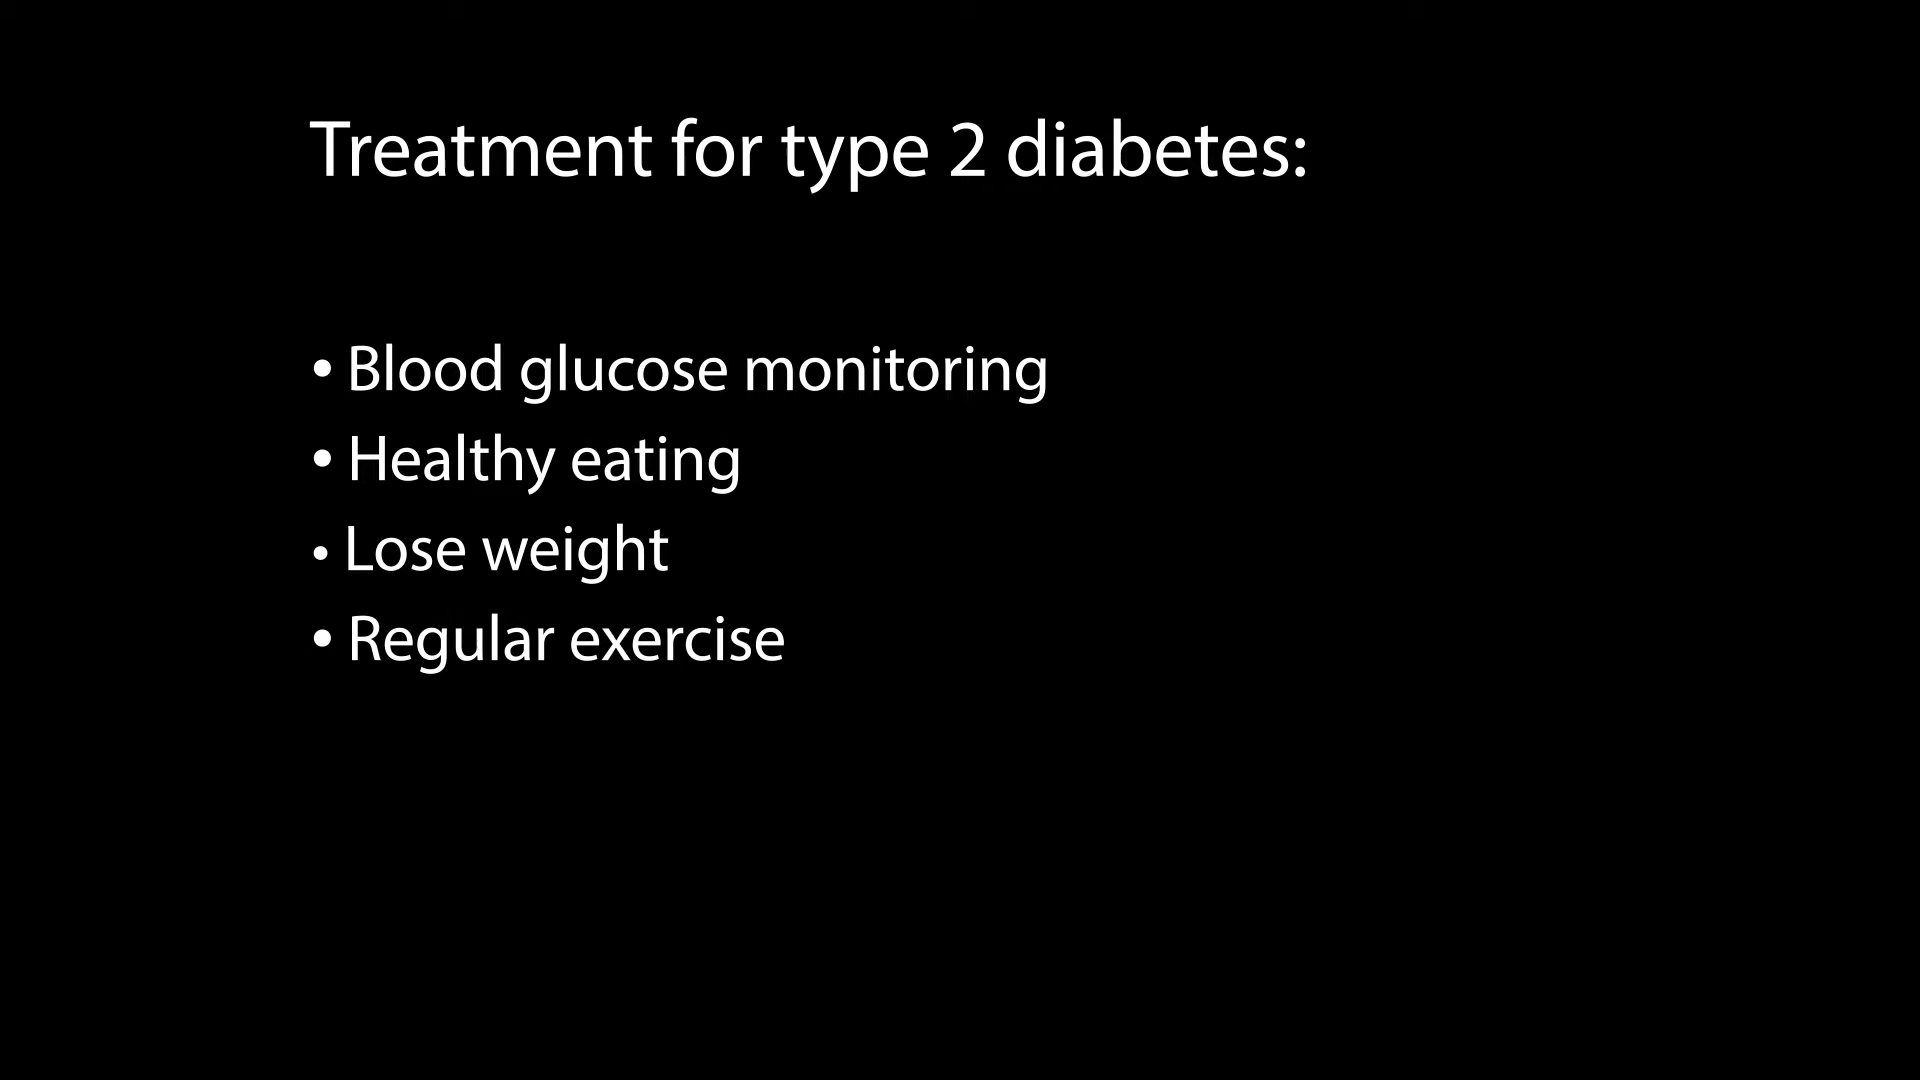 Treatment for type 2 diabetes:
• Blood glucose monitoring
• Healthy eating
• Lose weight
• Regular exercise